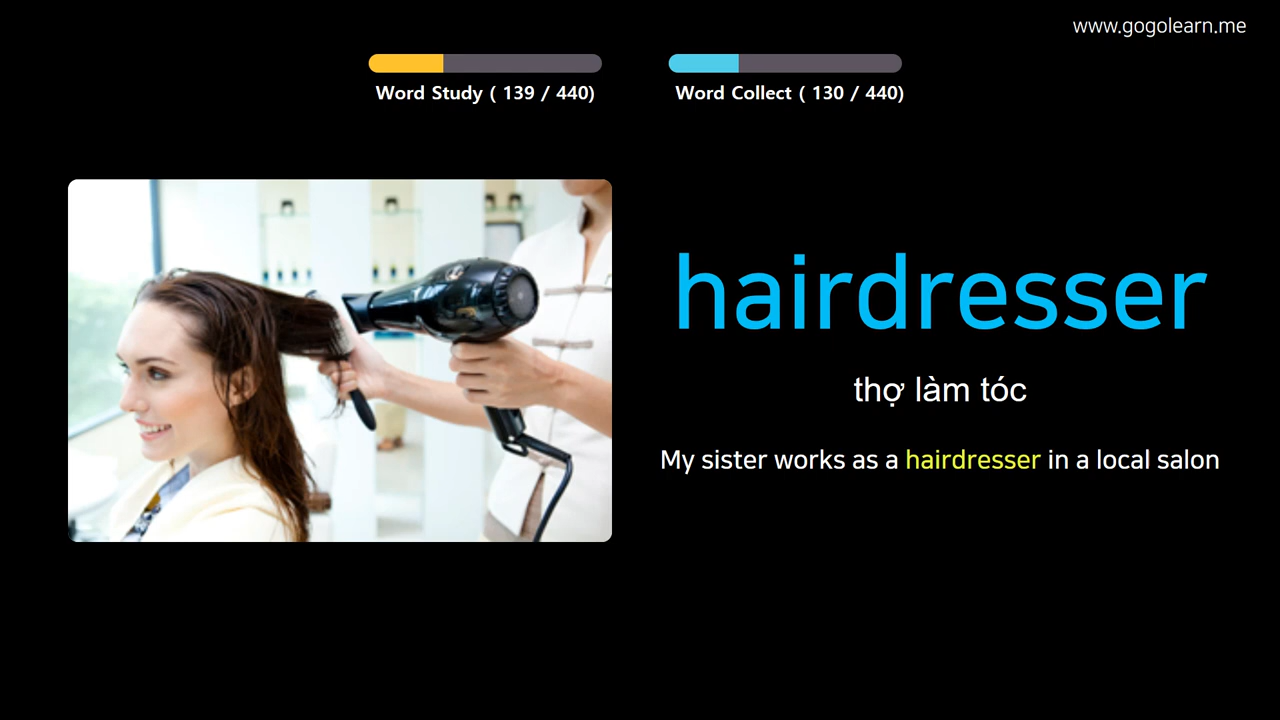 www.gogolearn.me
Word Study ( 139 / 440)
Word Collect ( 130 / 440)
hairdresser
thợ làm tóc
My sister works as a hairdresser in a local salon